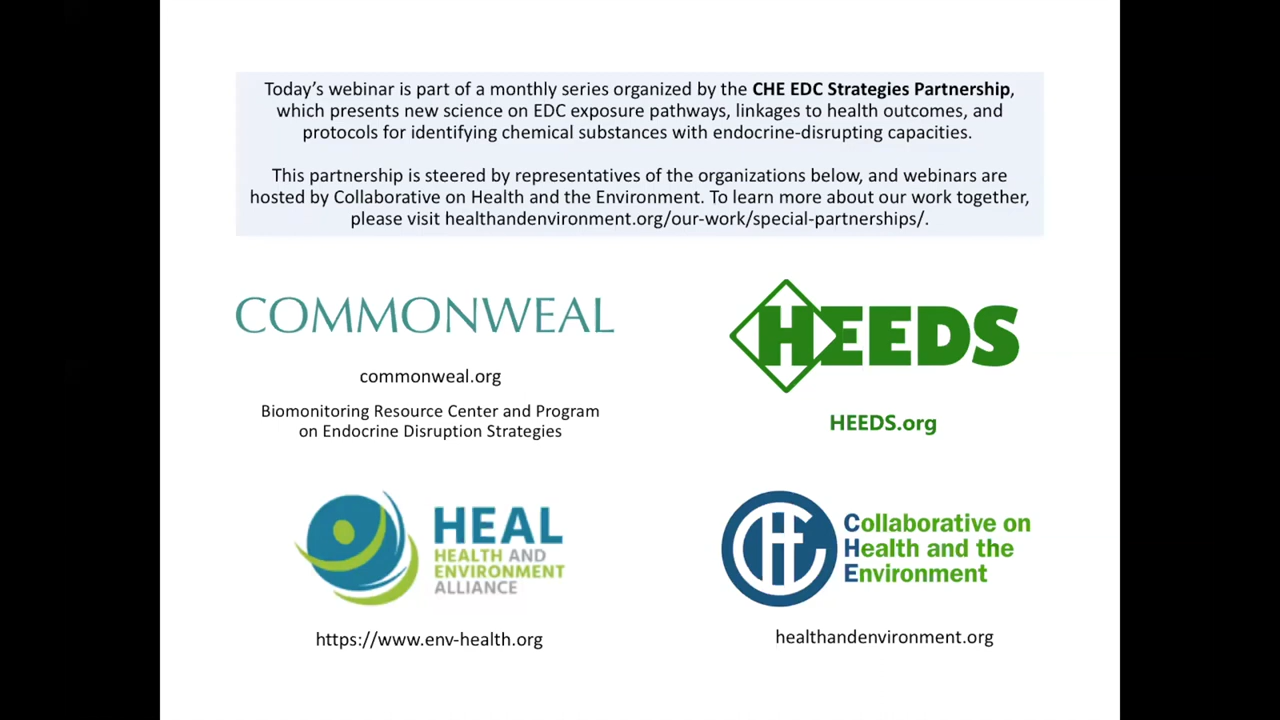 Today's webinar is part of a monthly series organized by the CHE EDC Strategies Partnership,
which presents new science on EDC exposure pathways, linkages to health outcomes, and
protocols for identifying chemical substances with endocrine-disrupting capacities.
This partnership is steered by representatives of the organizations below, and webinars are
hosted by Collaborative on Health and the Environment. To learn more about our work together,
please visit healthandenvironment.org/our-work/special-partnerships/.
COMMONWEAL
commonweal.org
Biomonitoring Resource Center and Program
on Endocrine Disruption Strategies
HEEDS
HEEDS.org
HEAL
HEALTH AND
ENVIRONMENT
ALLIANCE
https://www.env-health.org
CHE
Collaborative on
Health and the
Environment
healthandenvironment.org